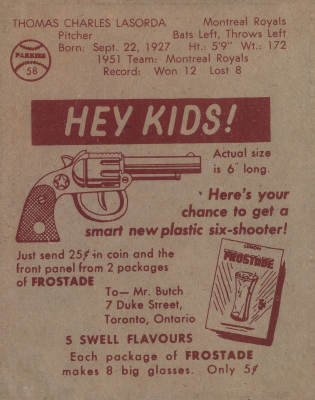 THOMAS CHARLES LASORDA Montreal Royals
Pitcher Bats Left, Throws Left
Born: Sept. 22, 1927 Ht.: 5'9" Wt.: 172
1951 Team: Montreal Royals
Record: Won 12 Lost 8
PARKHIE
58
HEY KIDS!
Actual size
is 6" long.
Here's your
chance to get a
smart new plastic six-shooter!
Just send 25¢ in coin and the
front panel from 2 packages
of FROSTADE
To— Mr. Butch
7 Duke Street,
Toronto, Ontario
LEMON
FROSTADE
5¢
5 SWELL FLAVOURS
Each package of FROSTADE
makes 8 big glasses. Only 5¢